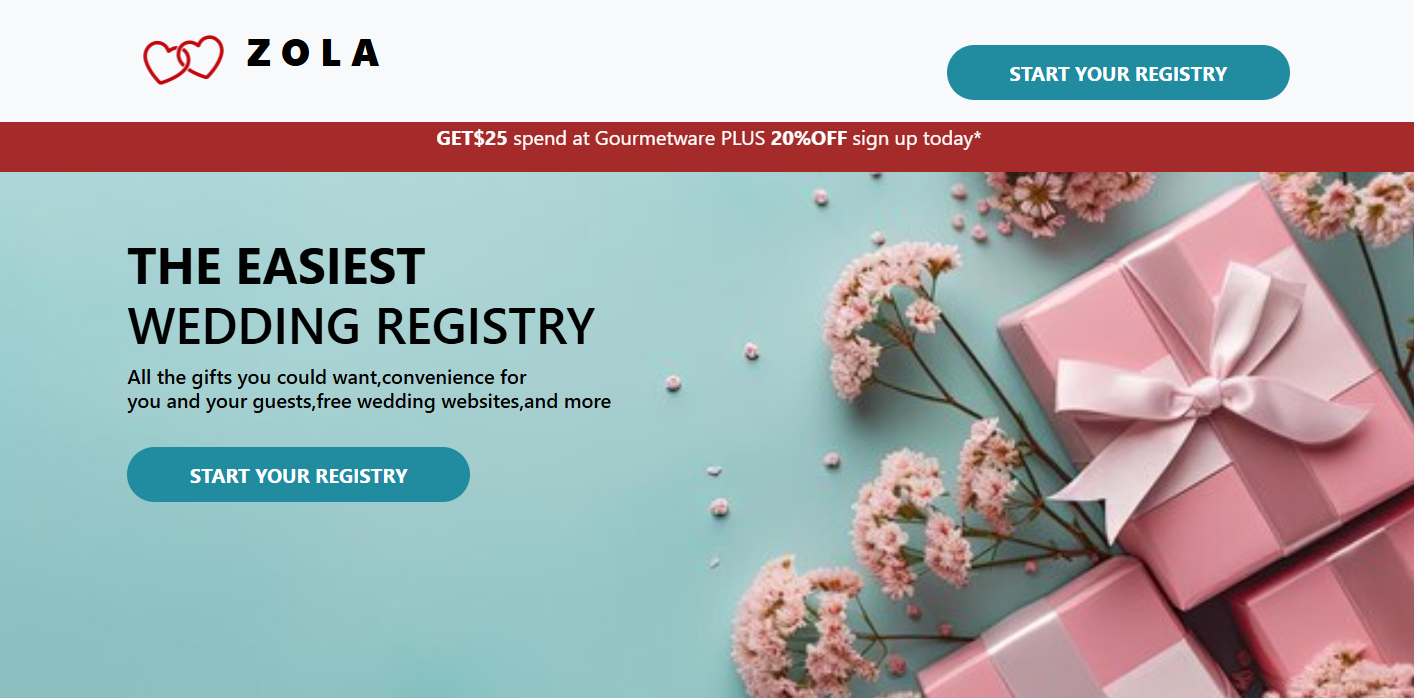 ZOLA
START YOUR REGISTRY
GET$25 spend at Gourmetware PLUS 20%OFF sign up today*
THE EASIEST
WEDDING REGISTRY
All the gifts you could want,convenience for
you and your guests,free wedding websites,and more
START YOUR REGISTRY